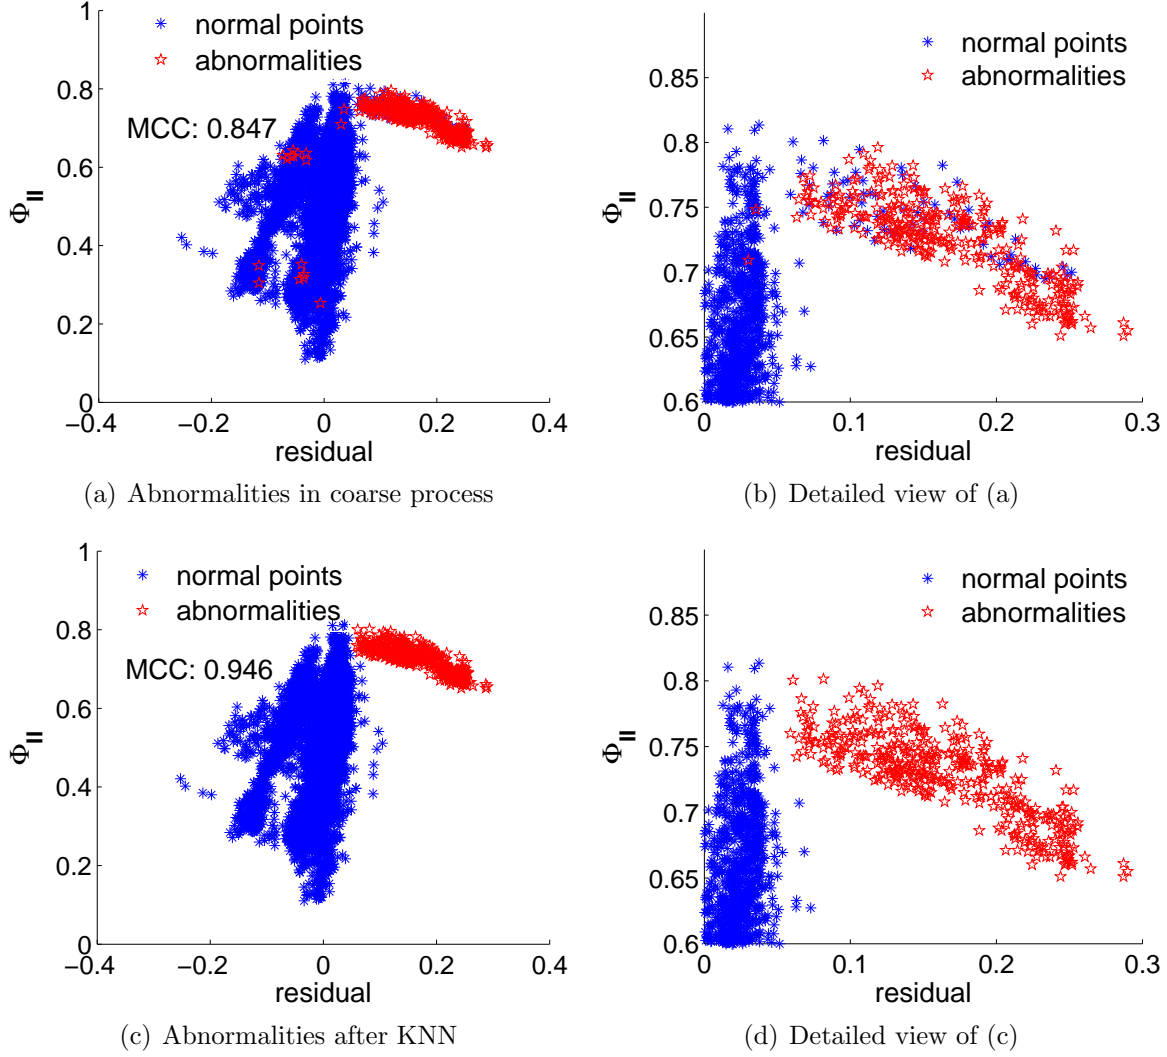 1
0.8
0.6
0.4
0.2
0
Φ_II
normal points
abnormalities
MCC: 0.847
−0.4
−0.2
0
0.2
0.4
residual
(a) Abnormalities in coarse process
0.85
0.8
0.75
0.7
0.65
0.6
Φ_II
normal points
abnormalities
0
0.1
0.2
0.3
residual
(b) Detailed view of (a)
1
0.8
0.6
0.4
0.2
0
Φ_II
normal points
abnormalities
MCC: 0.946
−0.4
−0.2
0
0.2
0.4
residual
(c) Abnormalities after KNN
0.85
0.8
0.75
0.7
0.65
0.6
Φ_II
normal points
abnormalities
0
0.1
0.2
0.3
residual
(d) Detailed view of (c)